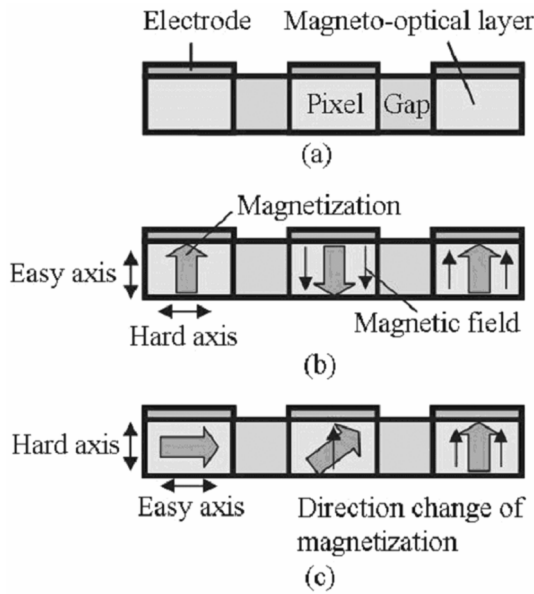 Electrode
Magneto-optical layer
Pixel
Gap
(a)
Magnetization
Easy axis
Hard axis
Magnetic field
(b)
Hard axis
Easy axis
Direction change of
magnetization
(c)